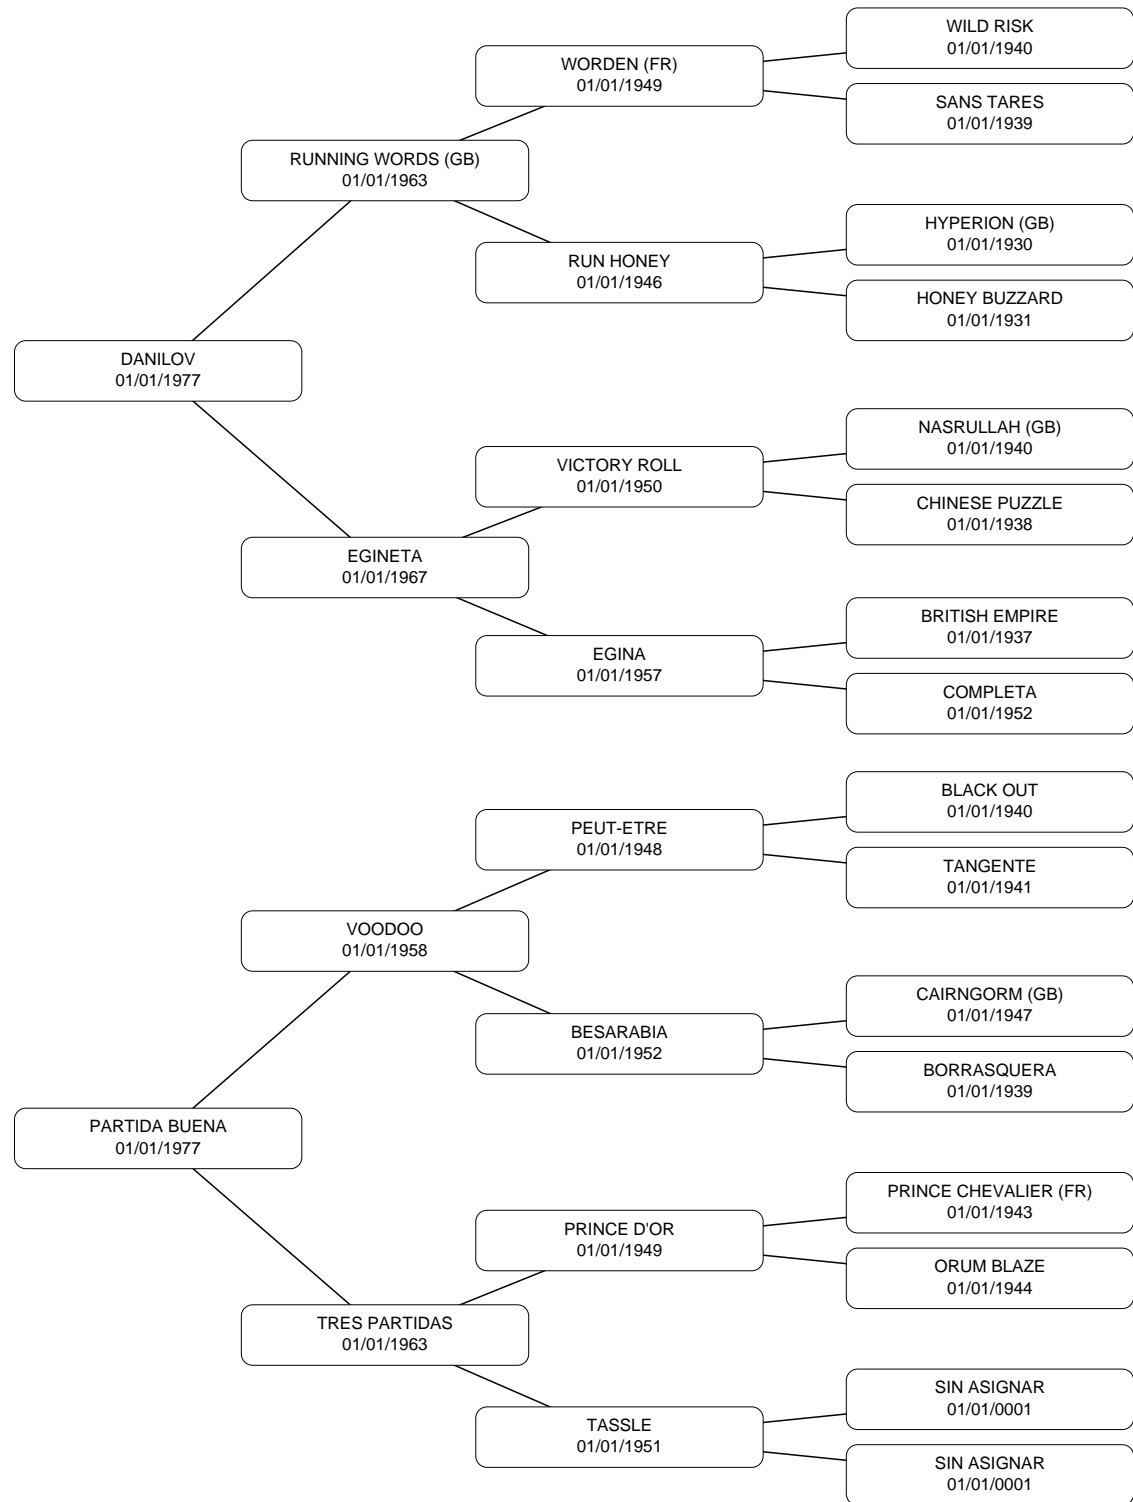 WILD RISK
01/01/1940
WORDEN (FR)
01/01/1949
SANS TARES
01/01/1939
RUNNING WORDS (GB)
01/01/1963
HYPERION (GB)
01/01/1930
RUN HONEY
01/01/1946
HONEY BUZZARD
01/01/1931
DANILOV
01/01/1977
NASRULLAH (GB)
01/01/1940
VICTORY ROLL
01/01/1950
CHINESE PUZZLE
01/01/1938
EGINETA
01/01/1967
BRITISH EMPIRE
01/01/1937
EGINA
01/01/1957
COMPLETA
01/01/1952
BLACK OUT
01/01/1940
PEUT-ETRE
01/01/1948
TANGENTE
01/01/1941
VOODOO
01/01/1958
CAIRNGORM (GB)
01/01/1947
BESARABIA
01/01/1952
BORRASQUERA
01/01/1939
PARTIDA BUENA
01/01/1977
PRINCE CHEVALIER (FR)
01/01/1943
PRINCE D'OR
01/01/1949
ORUM BLAZE
01/01/1944
TRES PARTIDAS
01/01/1963
SIN ASIGNAR
01/01/0001
TASSLE
01/01/1951
SIN ASIGNAR
01/01/0001